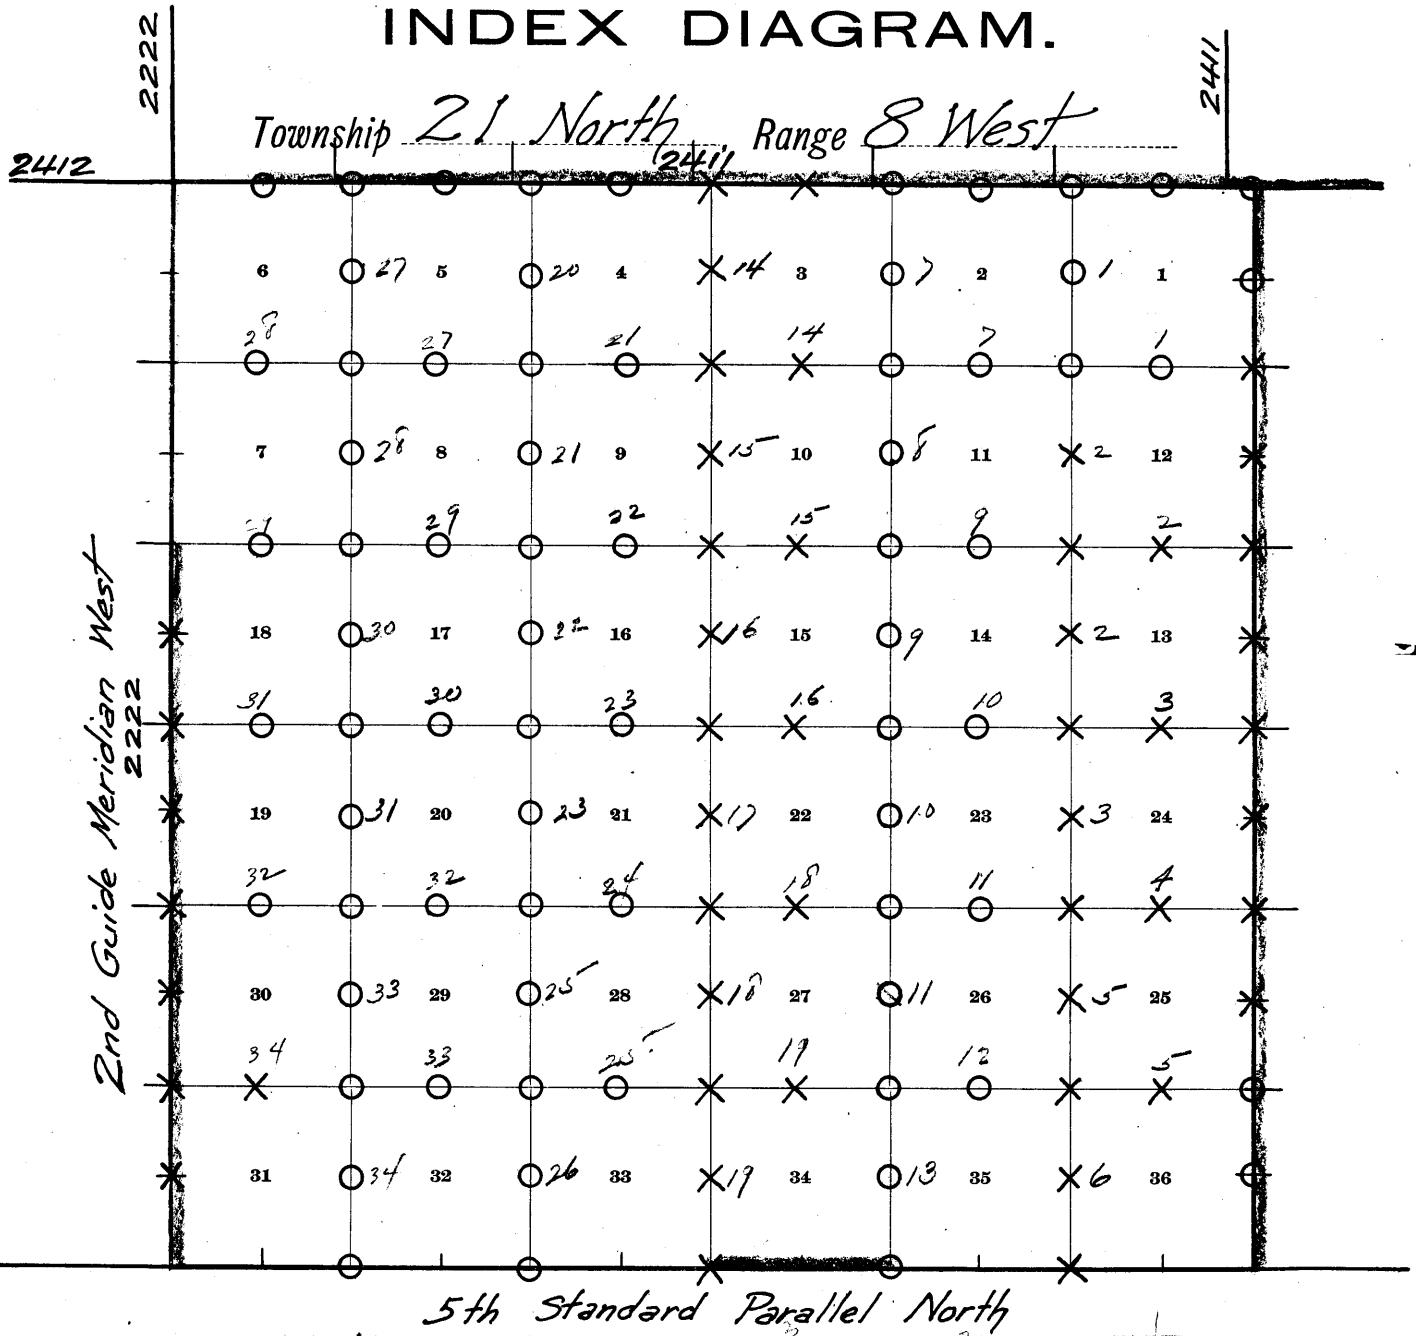 INDEX DIAGRAM.
2222
2411
Township 21 North Range 8 West
2412
2411
6 27 5 20 4 14 3 7 2 1 1
28 27 21 14 7 1
7 28 8 21 9 15 10 8 11 2 12
29 22 15 9 2
18 30 17 22 16 16 15 9 14 2 13
31 30 23 16 10 3
19 31 20 23 21 17 22 10 23 3 24
32 32 24 18 11 4
30 33 29 25 28 18 27 11 26 5 25
34 33 25 19 12 5
31 34 32 26 33 19 34 13 35 6 36
2nd Guide Meridian West
2222
5th Standard Parallel North